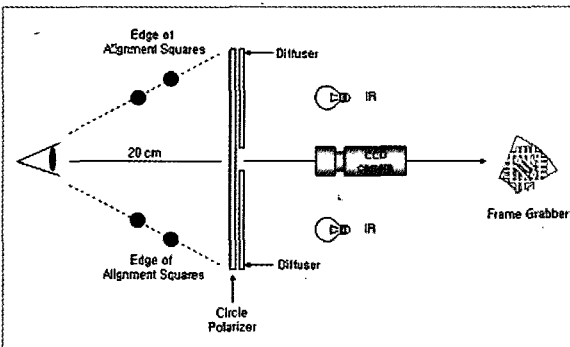 Edge of
Alignment Squares
Diffuser
IR
20 cm
CCD
camera
Frame Grabber
IR
Edge of
Alignment Squares
Diffuser
Circle
Polarizer